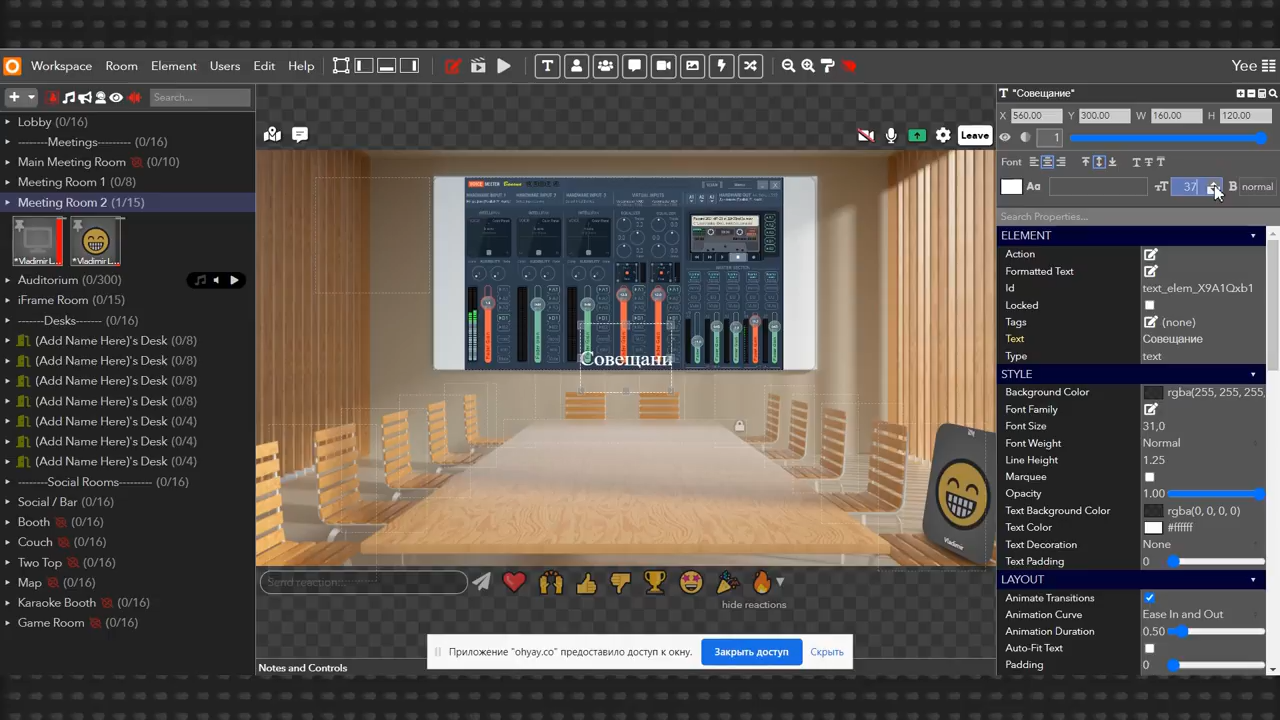 Workspace Room Element Users Edit Help
Yee
Search...
Lobby (0/16)
-------Meetings-------- (0/16)
Main Meeting Room (0/10)
Meeting Room 1 (0/8)
Meeting Room 2 (1/15)
*Vladmir L...
*Vladmir L...
Auditorium (0/300)
iFrame Room (0/15)
-------Desks------- (0/16)
(Add Name Here)'s Desk (0/8)
(Add Name Here)'s Desk (0/8)
(Add Name Here)'s Desk (0/8)
(Add Name Here)'s Desk (0/4)
(Add Name Here)'s Desk (0/4)
(Add Name Here)'s Desk (0/4)
(Add Name Here)'s Desk (0/4)
-------Social Rooms------- (0/16)
Social / Bar (0/16)
Booth (0/16)
Couch (0/16)
Two Top (0/16)
Map (0/16)
Karaoke Booth (0/16)
Game Room (0/16)
Leave
Совещани
Vladimir
Send reaction...
hide reactions
Приложение "ohyay.co" предоставило доступ к окну.
Закрыть доступ
Скрыть
Notes and Controls
T "Совещание"
X 560.00 Y 300.00 W 160.00 H 120.00
1
Font
Aa
37
B normal
Search Properties...
ELEMENT
Action
Formatted Text
Id text_elem_X9A1Qxb1
Locked
Tags (none)
Text Совещание
Type text
STYLE
Background Color rgba(255, 255, 255,
Font Family
Font Size 31,0
Font Weight Normal
Line Height 1.25
Marquee
Opacity 1.00
Text Background Color rgba(0, 0, 0, 0)
Text Color #ffffff
Text Decoration None
Text Padding 0
LAYOUT
Animate Transitions
Animation Curve Ease In and Out
Animation Duration 0.50
Auto-Fit Text
Padding 0